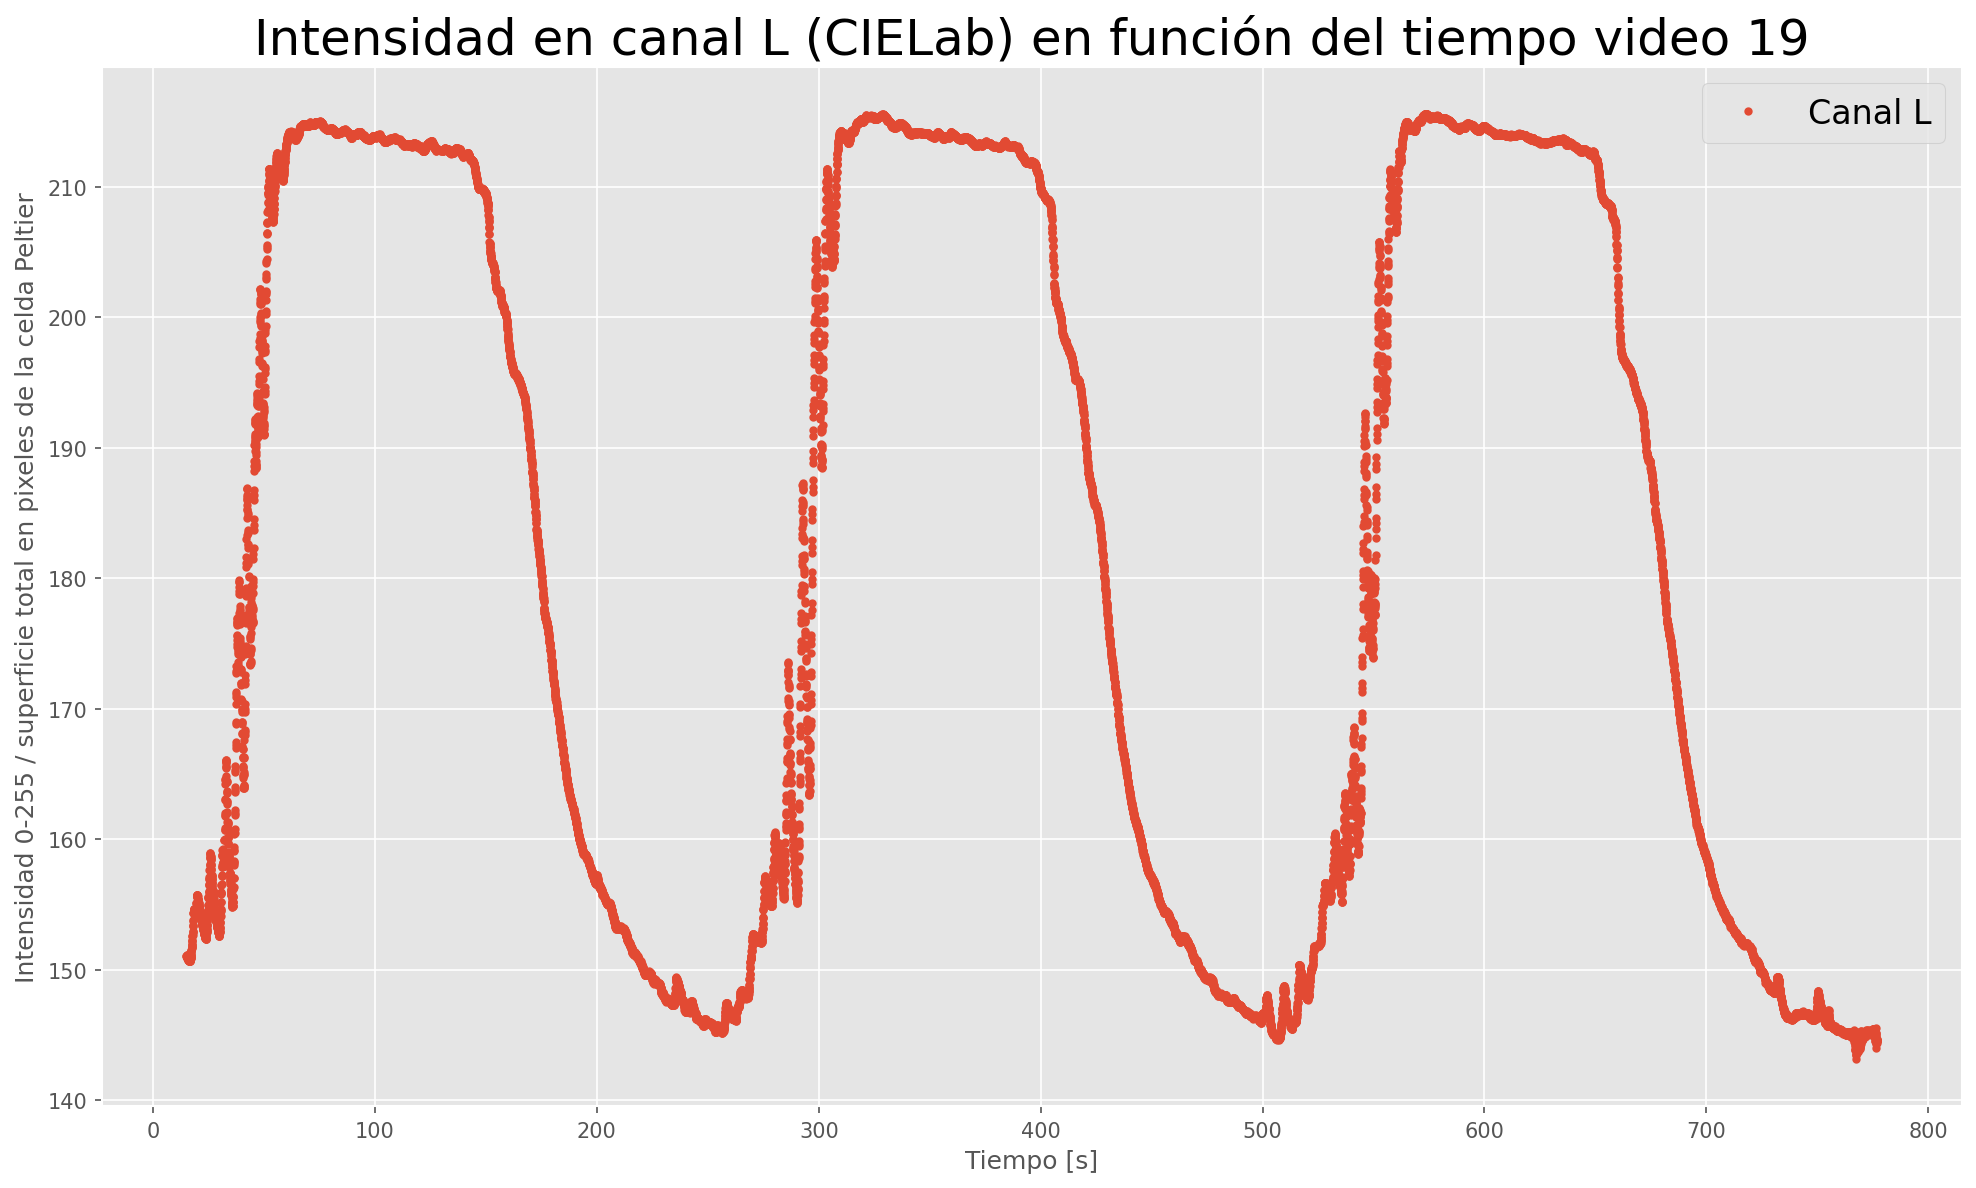 Intensidad en canal L (CIELab) en función del tiempo video 19
Canal L
Intensidad 0-255 / superficie total en pixeles de la celda Peltier
210
200
190
180
170
160
150
140
0 100 200 300 400 500 600 700 800
Tiempo [s]